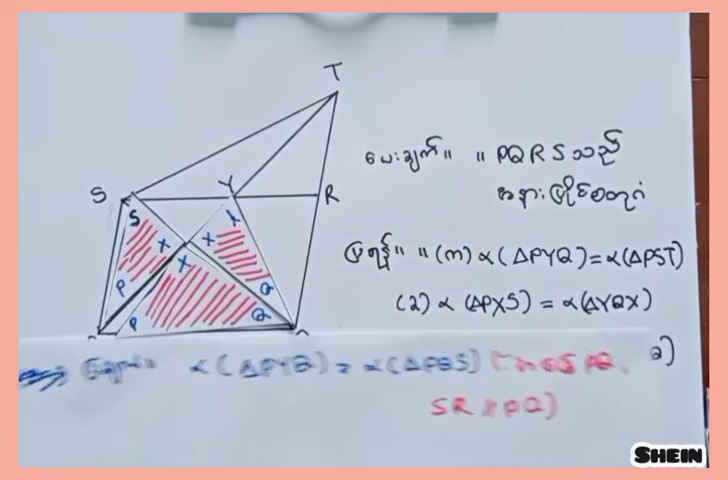 T
ပေးချက်။ ။ PQRS သည်
S Y R
အနားပြိုင်စတုဂံ
S X
X X
ပြရန်။ ။ (က) α(ΔPYQ) = α(ΔPST)
P Q
(ခ) α(ΔPXS) = α(ΔYQX)
P Q
α(ΔPYQ) = α(ΔPQS) PQ,
SR // PQ)
SHEIN